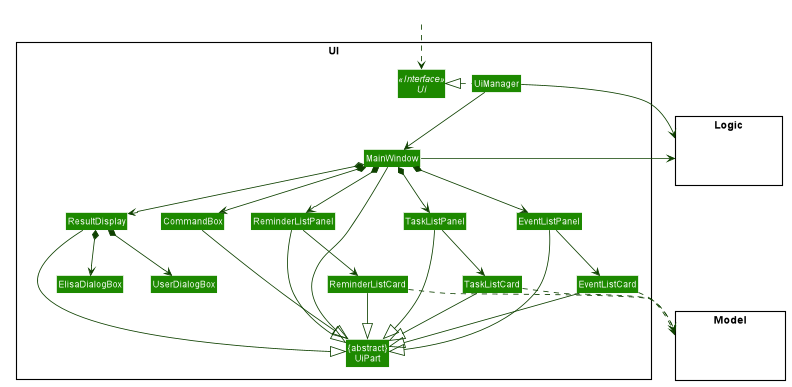 UI
«Interface»
Ui
UiManager
Logic
MainWindow
ResultDisplay
CommandBox
ReminderListPanel
TaskListPanel
EventListPanel
ElisaDialogBox
UserDialogBox
ReminderListCard
TaskListCard
EventListCard
Model
{abstract}
UiPart